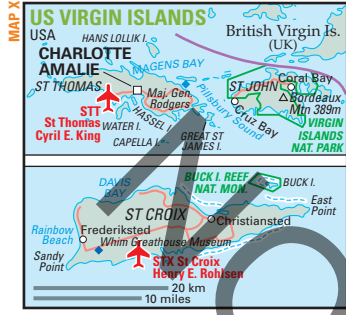 MAP X
US VIRGIN ISLANDS
USA
HANS LOLLIK I.
British Virgin Is.
(UK)
CHARLOTTE
AMALIE
MAGENS BAY
ST THOMAS
Maj. Gen.
Rodgers
Pillsbury Sound
ST JOHN
Coral Bay
Bordeaux
Mtn 389m
Cruz Bay
STT
St Thomas
Cyril E. King
HASSEL I.
WATER I.
CAPELLA I.
GREAT ST
JAMES I.
VIRGIN
ISLANDS
NAT. PARK
DAVIS
BAY
BUCK I. REEF
NAT. MON.
BUCK I.
East
Point
ST CROIX
Christiansted
Rainbow
Beach
Frederiksted
Whim Greathouse Museum
Sandy
Point
STX St Croix
Henry E. Rohlsen
20 km
10 miles